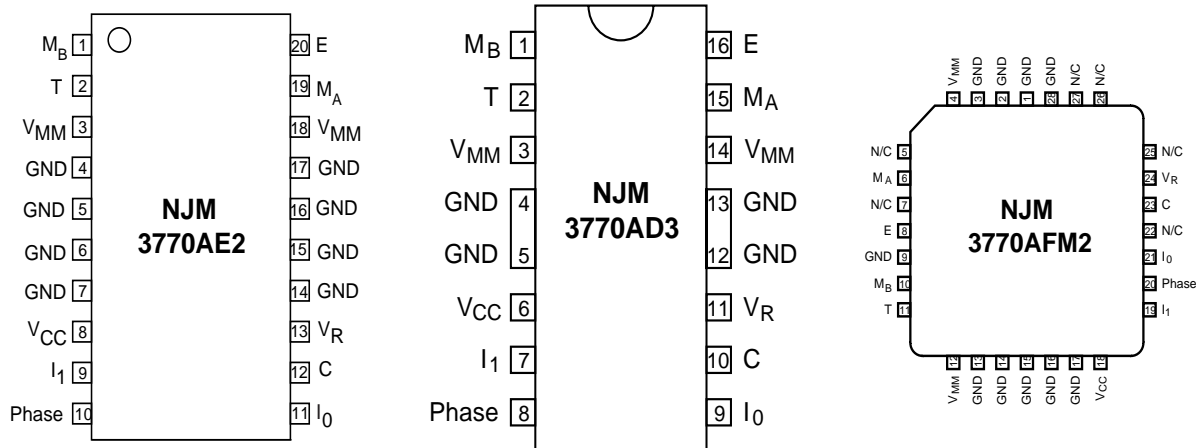 M_B 1
T 2
V_MM 3
GND 4
GND 5
GND 6
GND 7
V_CC 8
I_1 9
Phase 10
NJM
3770AE2
20 E
19 M_A
18 V_MM
17 GND
16 GND
15 GND
14 GND
13 V_R
12 C
11 I_0
M_B 1
T 2
V_MM 3
GND 4
GND 5
V_CC 6
I_1 7
Phase 8
NJM
3770AD3
16 E
15 M_A
14 V_MM
13 GND
12 GND
11 V_R
10 C
9 I_0
V_MM 4
GND 3
GND 2
GND 1
GND 28
N/C 27
N/C 26
N/C 5
M_A 6
N/C 7
E 8
GND 9
M_B 10
T 11
NJM
3770AFM2
25 N/C
24 V_R
23 C
22 N/C
21 I_0
20 Phase
19 I_1
12 V_MM
13 GND
14 GND
15 GND
16 GND
17 GND
18 V_CC